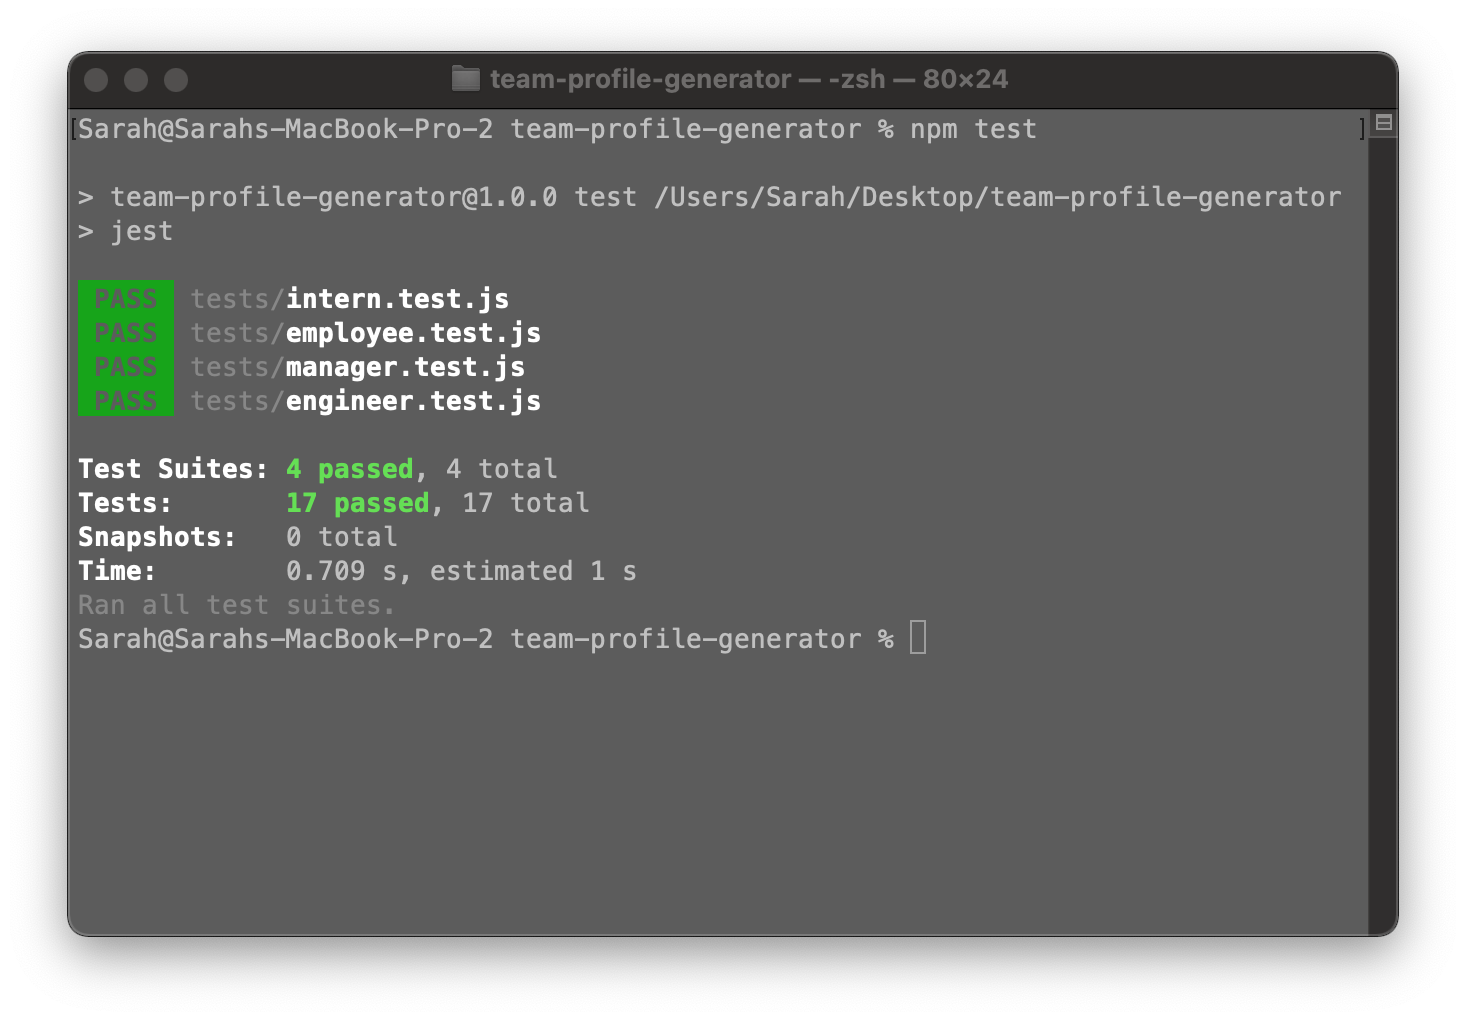 team-profile-generator — -zsh — 80×24
[Sarah@Sarahs-MacBook-Pro-2 team-profile-generator % npm test ]
> team-profile-generator@1.0.0 test /Users/Sarah/Desktop/team-profile-generator
> jest
PASS tests/intern.test.js
PASS tests/employee.test.js
PASS tests/manager.test.js
PASS tests/engineer.test.js
Test Suites: 4 passed, 4 total
Tests: 17 passed, 17 total
Snapshots: 0 total
Time: 0.709 s, estimated 1 s
Ran all test suites.
Sarah@Sarahs-MacBook-Pro-2 team-profile-generator %